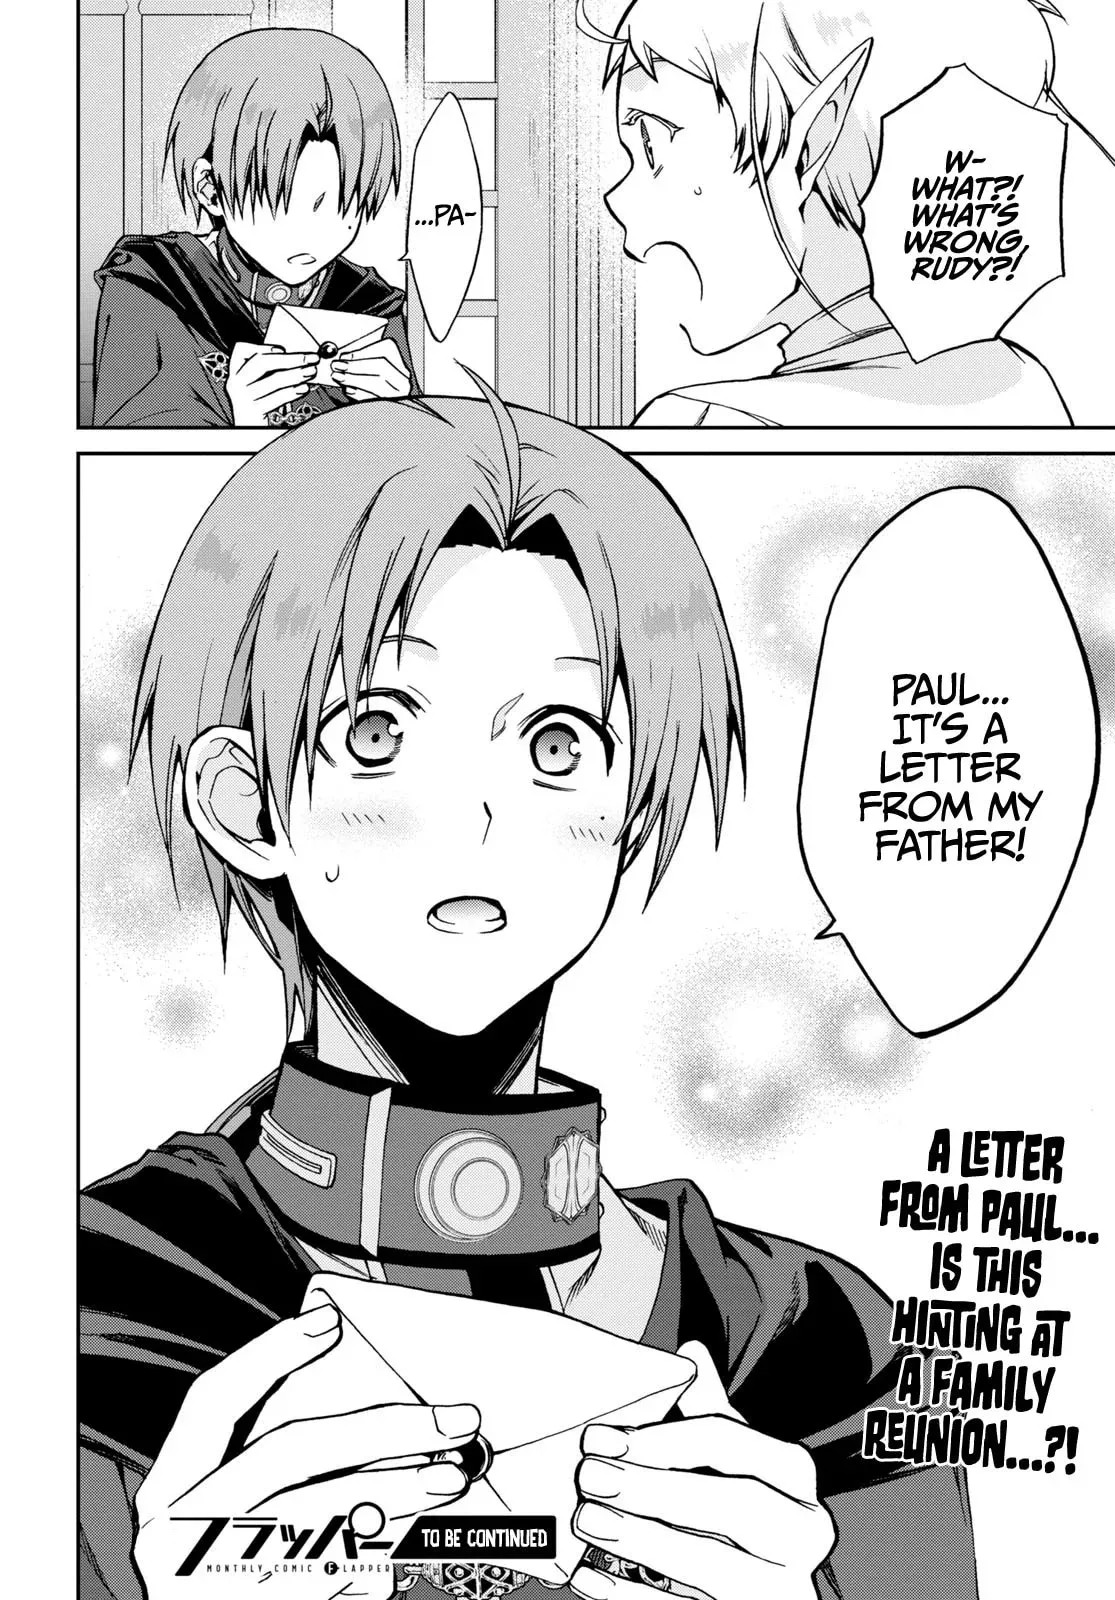 W-
WHAT?!
WHAT'S
WRONG,
RUDY?!
...PA-
PAUL...
IT'S A
LETTER
FROM MY
FATHER!
A LETTER
FROM PAUL...
IS THIS
HINTING AT
A FAMILY
REUNION...?!
フラッパー
MONTHLY COMIC FLAPPER
TO BE CONTINUED